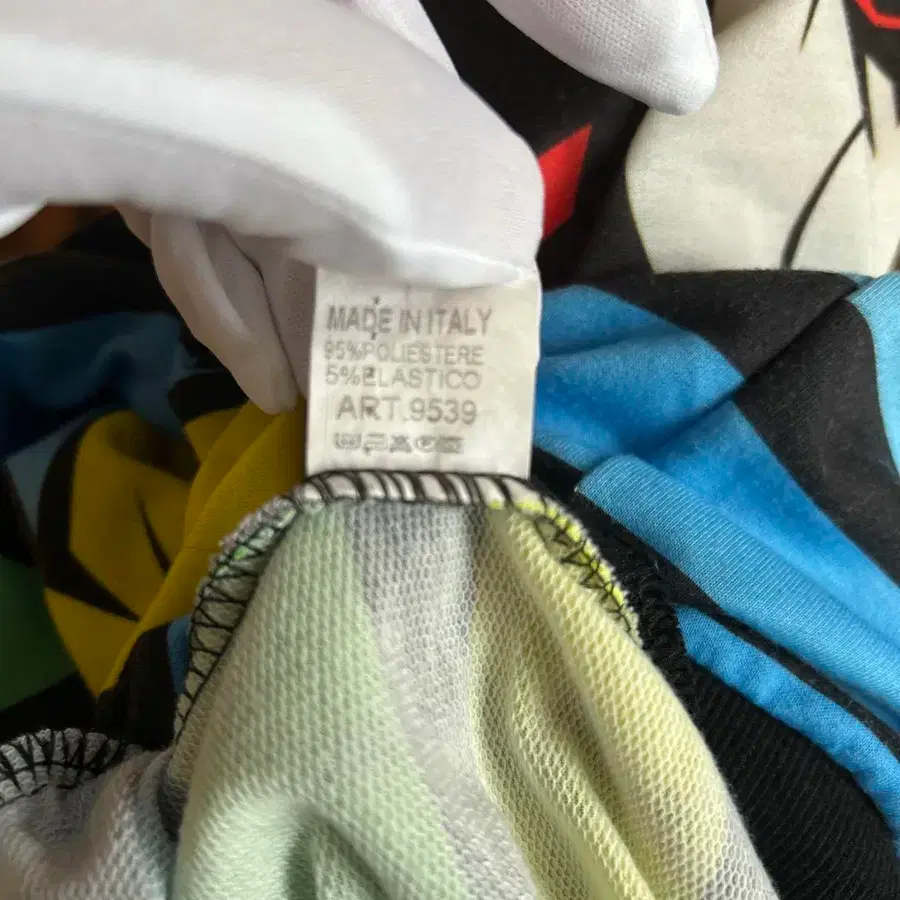 MADE IN ITALY
95%POLIESTERE
5%ELASTICO
ART.9539